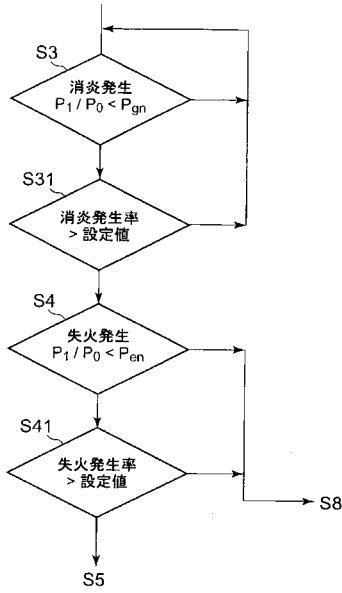 S3
消炎発生
P1 / P0 < Pgn
S31
消炎発生率
> 設定値
S4
失火発生
P1 / P0 < Pen
S41
失火発生率
> 設定値
S8
S5